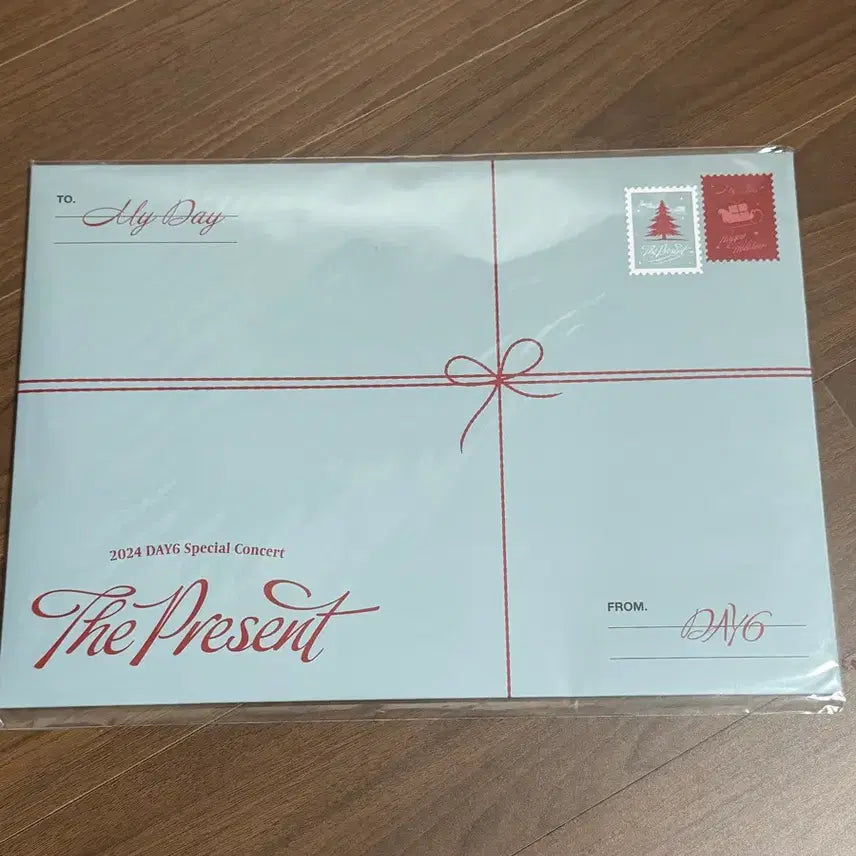 TO.
My Day
The Present
2024 DAY6 Special Concert
The Present
FROM.
DAY6